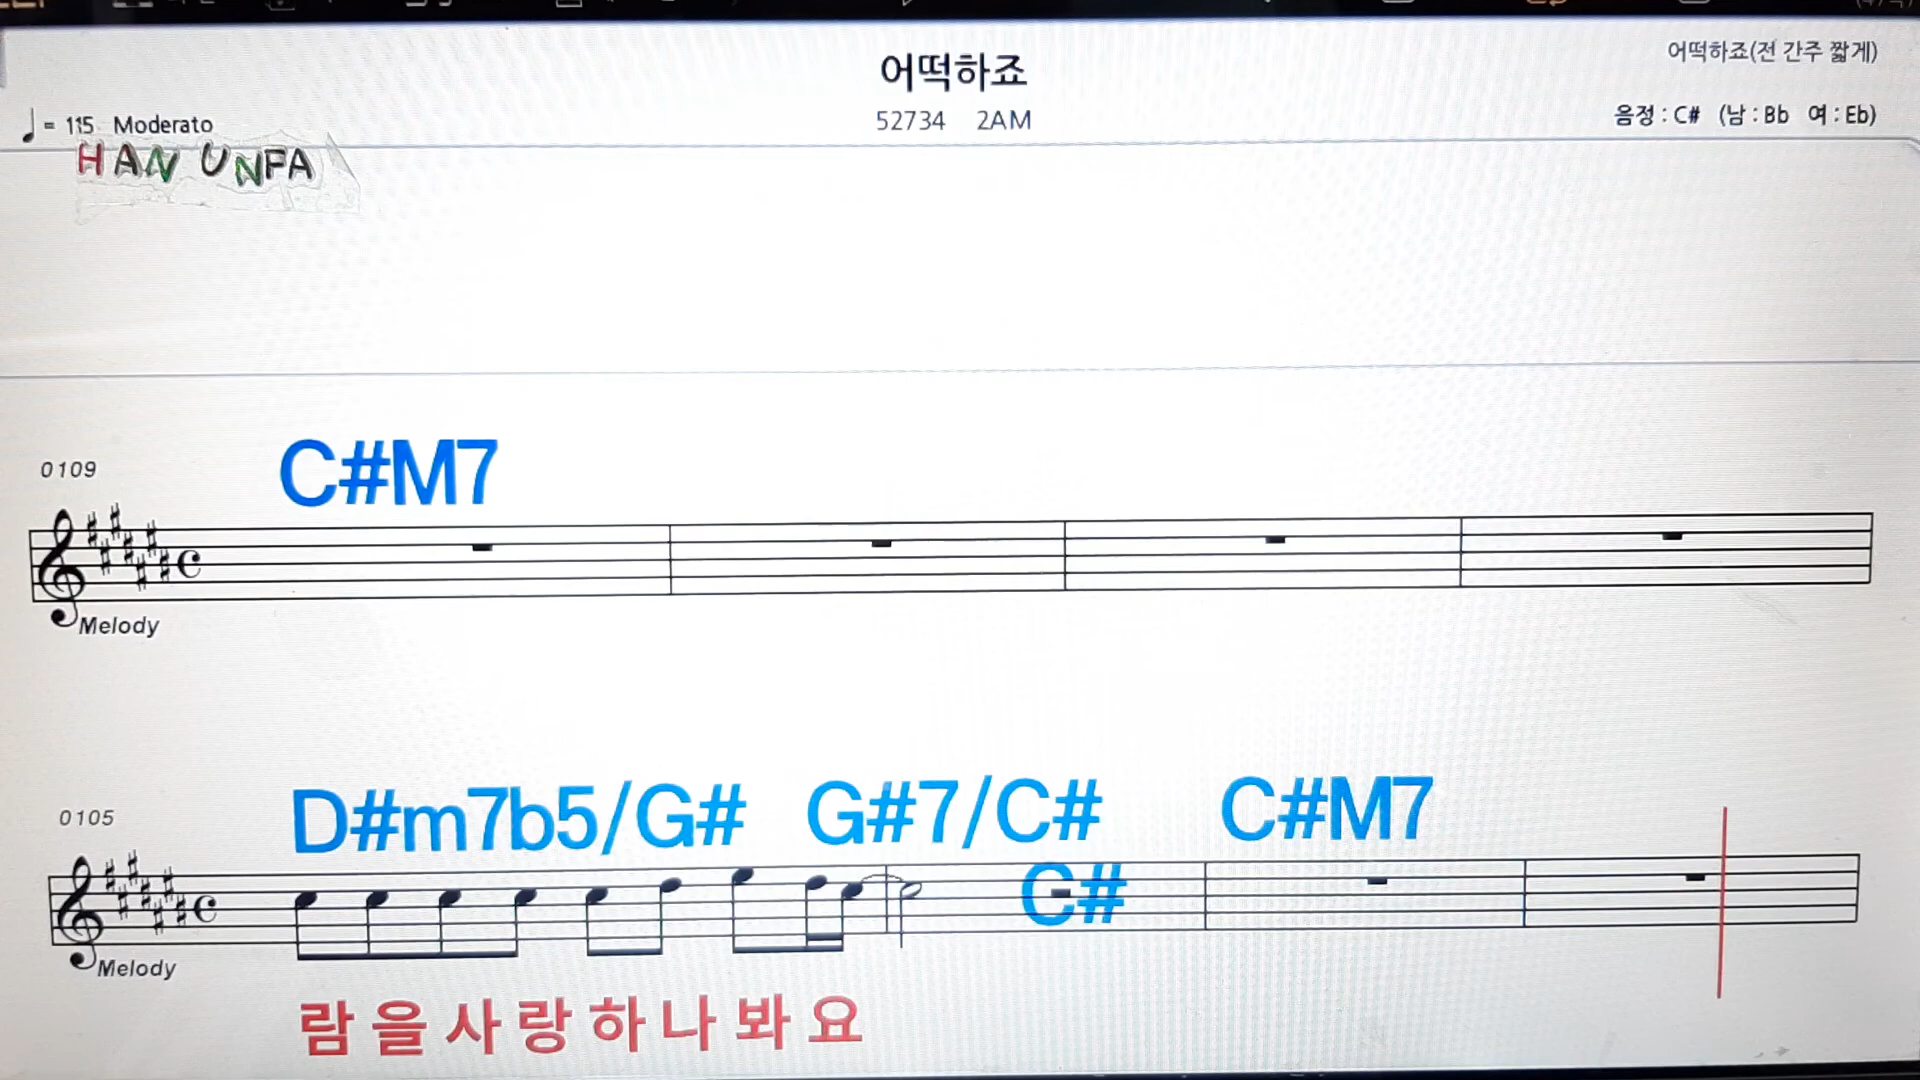 어떡하죠
어떡하죠(전 간주 짧게)
52734 2AM
음정 : C# (남 : Bb 여 : Eb)
♩ = 115 Moderato
HAN UNFA
0109
C#M7
Melody
0105
D#m7b5/G# G#7/C# C#M7
C#
Melody
람을사랑하나봐요